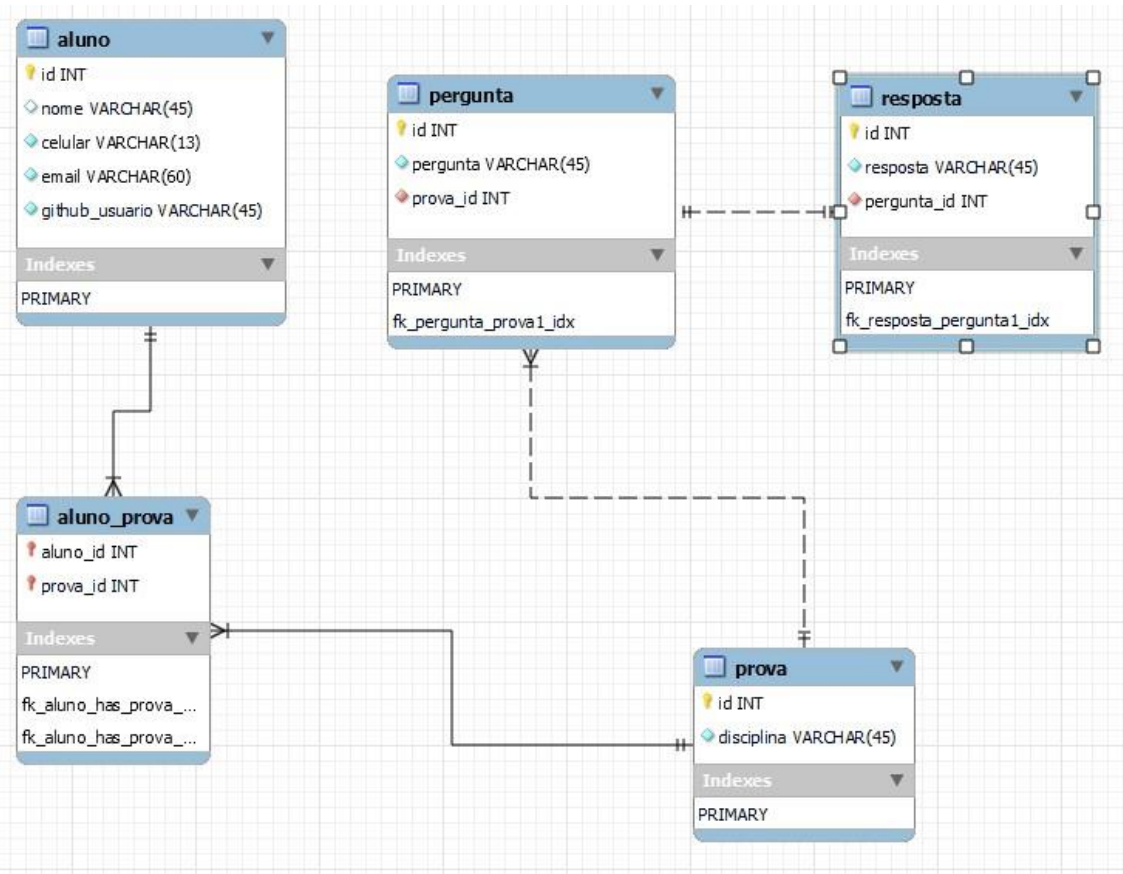 aluno
id INT
nome VARCHAR(45)
celular VARCHAR(13)
email VARCHAR(60)
github_usuario VARCHAR(45)
Indexes
PRIMARY
pergunta
id INT
pergunta VARCHAR(45)
prova_id INT
Indexes
PRIMARY
fk_pergunta_prova1_idx
resposta
id INT
resposta VARCHAR(45)
pergunta_id INT
Indexes
PRIMARY
fk_resposta_pergunta1_idx
aluno_prova
aluno_id INT
prova_id INT
Indexes
PRIMARY
fk_aluno_has_prova_...
fk_aluno_has_prova_...
prova
id INT
disciplina VARCHAR(45)
Indexes
PRIMARY